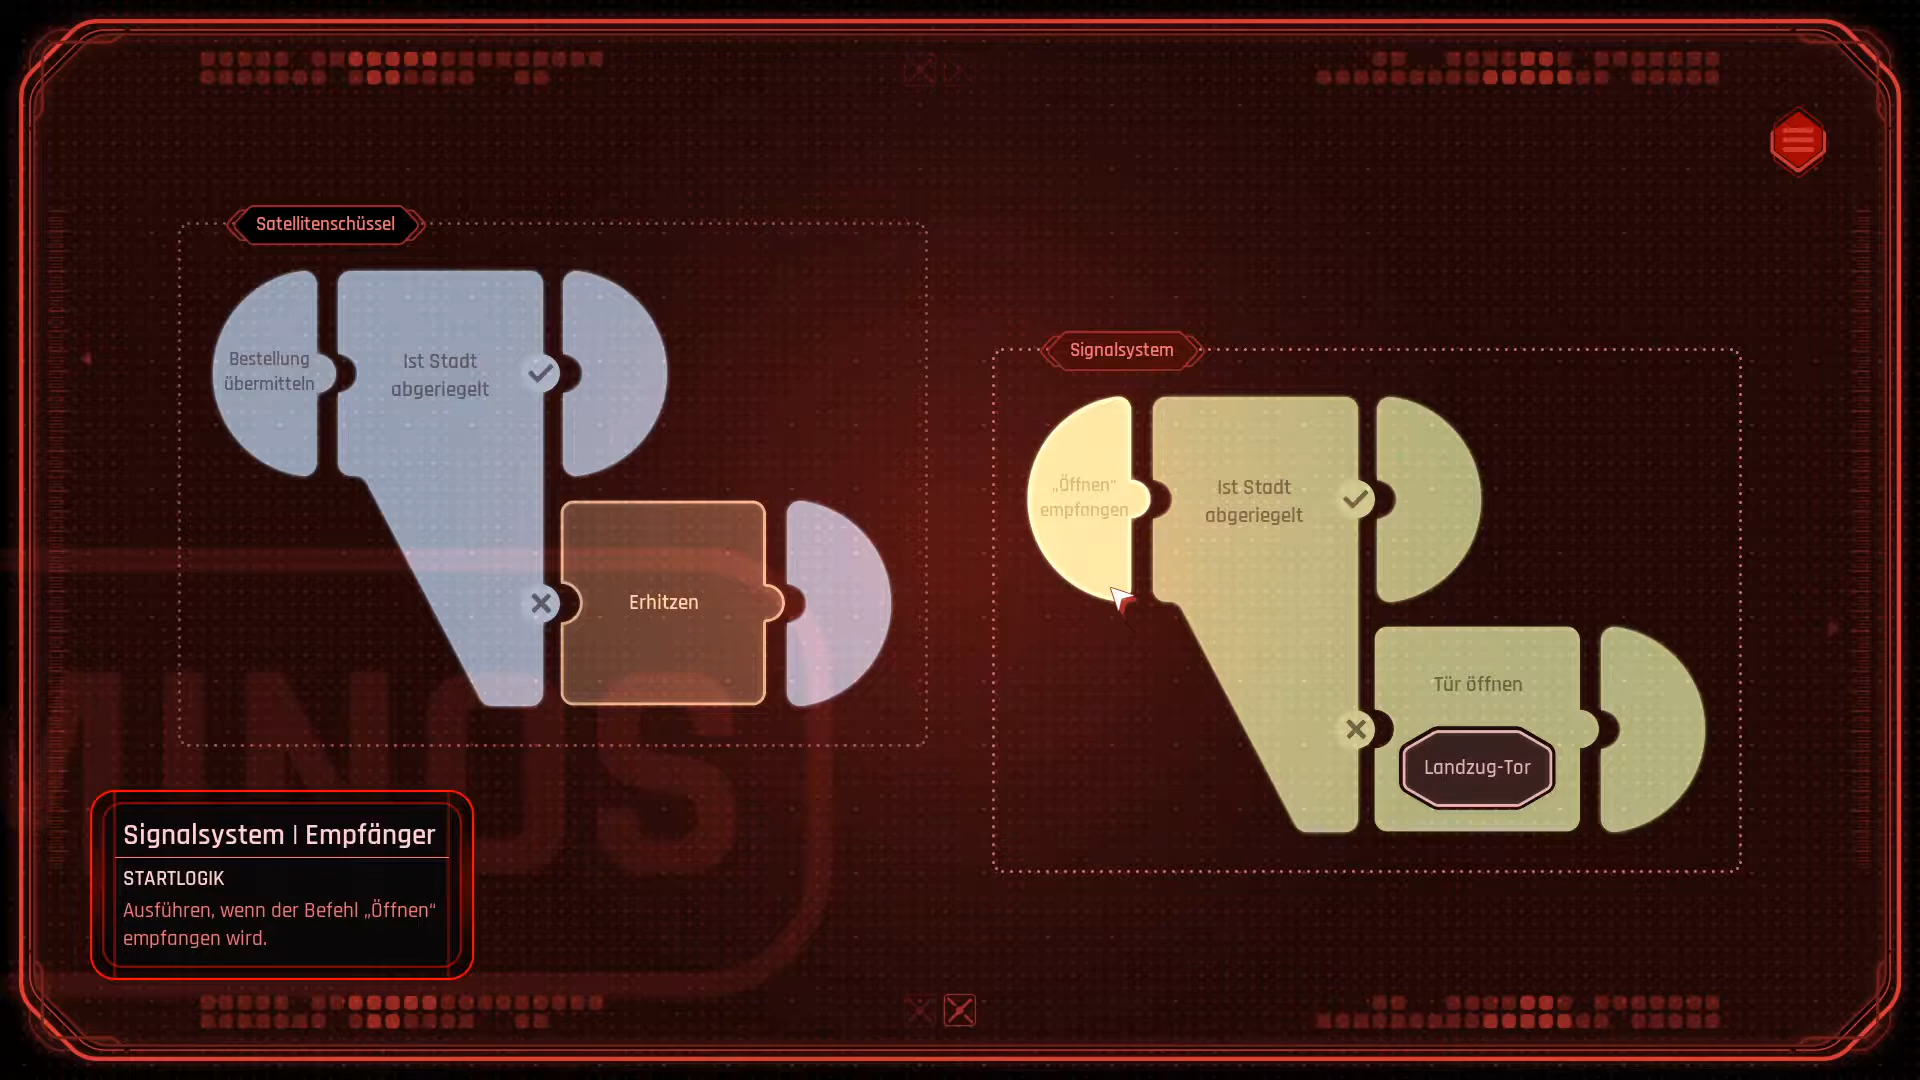 Satellitenschüssel
Bestellung
übermitteln
Ist Stadt
abgeriegelt
Erhitzen
Signalsystem
„Öffnen“
empfangen
Ist Stadt
abgeriegelt
Tür öffnen
Landzug-Tor
MINOS
Signalsystem | Empfänger
STARTLOGIK
Ausführen, wenn der Befehl „Öffnen“
empfangen wird.